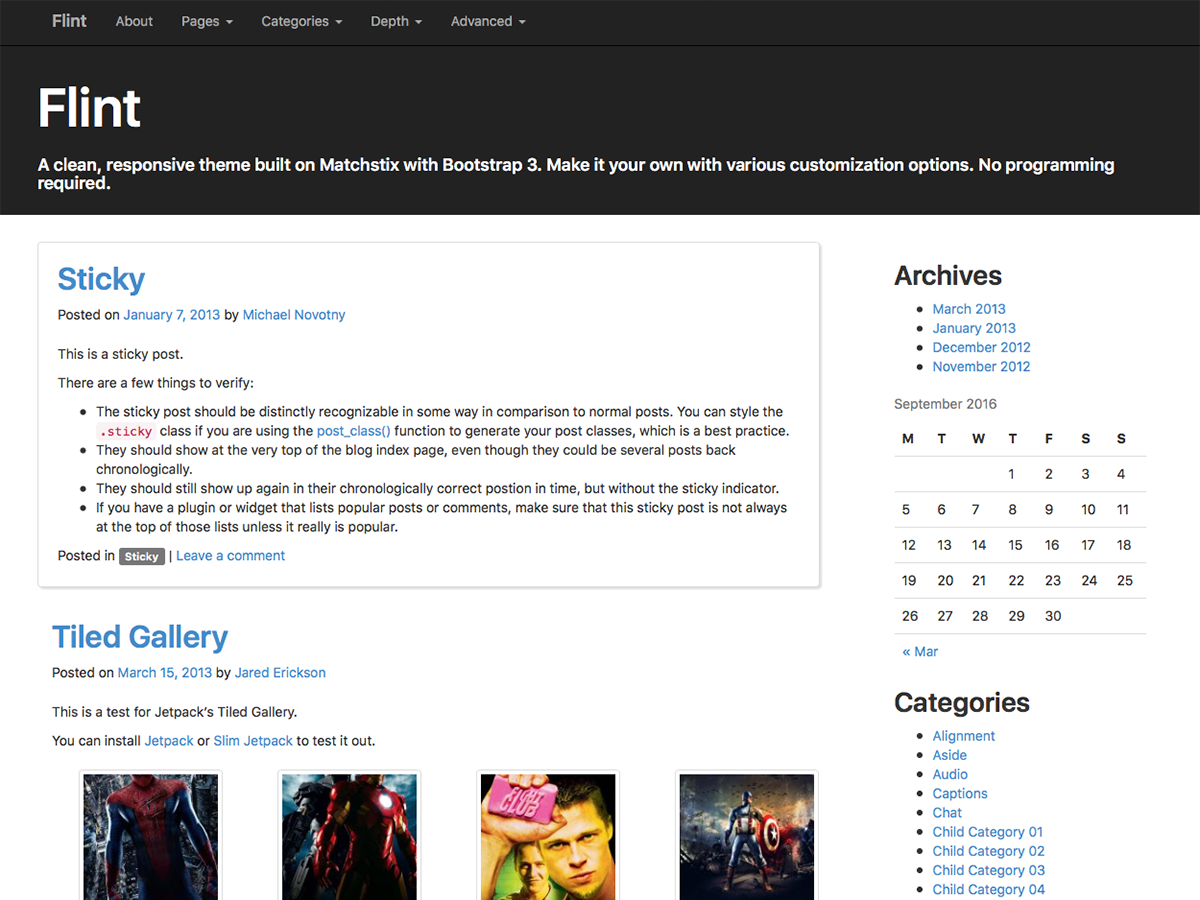 Flint About Pages Categories Depth Advanced
Flint
A clean, responsive theme built on Matchstix with Bootstrap 3. Make it your own with various customization options. No programming
required.
Sticky
Posted on January 7, 2013 by Michael Novotny
This is a sticky post.
There are a few things to verify:
The sticky post should be distinctly recognizable in some way in comparison to normal posts. You can style the
.sticky class if you are using the post_class() function to generate your post classes, which is a best practice.
They should show at the very top of the blog index page, even though they could be several posts back
chronologically.
They should still show up again in their chronologically correct postion in time, but without the sticky indicator.
If you have a plugin or widget that lists popular posts or comments, make sure that this sticky post is not always
at the top of those lists unless it really is popular.
Posted in Sticky | Leave a comment
Tiled Gallery
Posted on March 15, 2013 by Jared Erickson
This is a test for Jetpack's Tiled Gallery.
You can install Jetpack or Slim Jetpack to test it out.
FIGHT
CLUB
Archives
March 2013
January 2013
December 2012
November 2012
September 2016
M T W T F S S
1 2 3 4
5 6 7 8 9 10 11
12 13 14 15 16 17 18
19 20 21 22 23 24 25
26 27 28 29 30
« Mar
Categories
Alignment
Aside
Audio
Captions
Chat
Child Category 01
Child Category 02
Child Category 03
Child Category 04